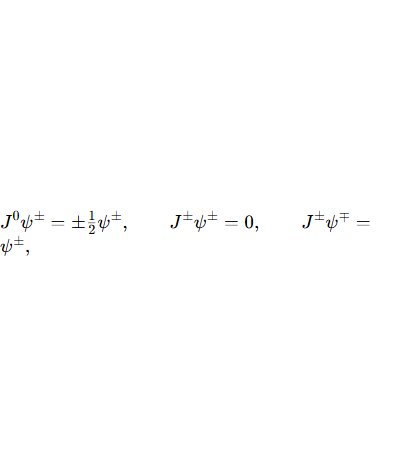 J⁰ψ^± = ±½ψ^±, J^±ψ^± = 0, J^±ψ^∓ =
ψ^±,